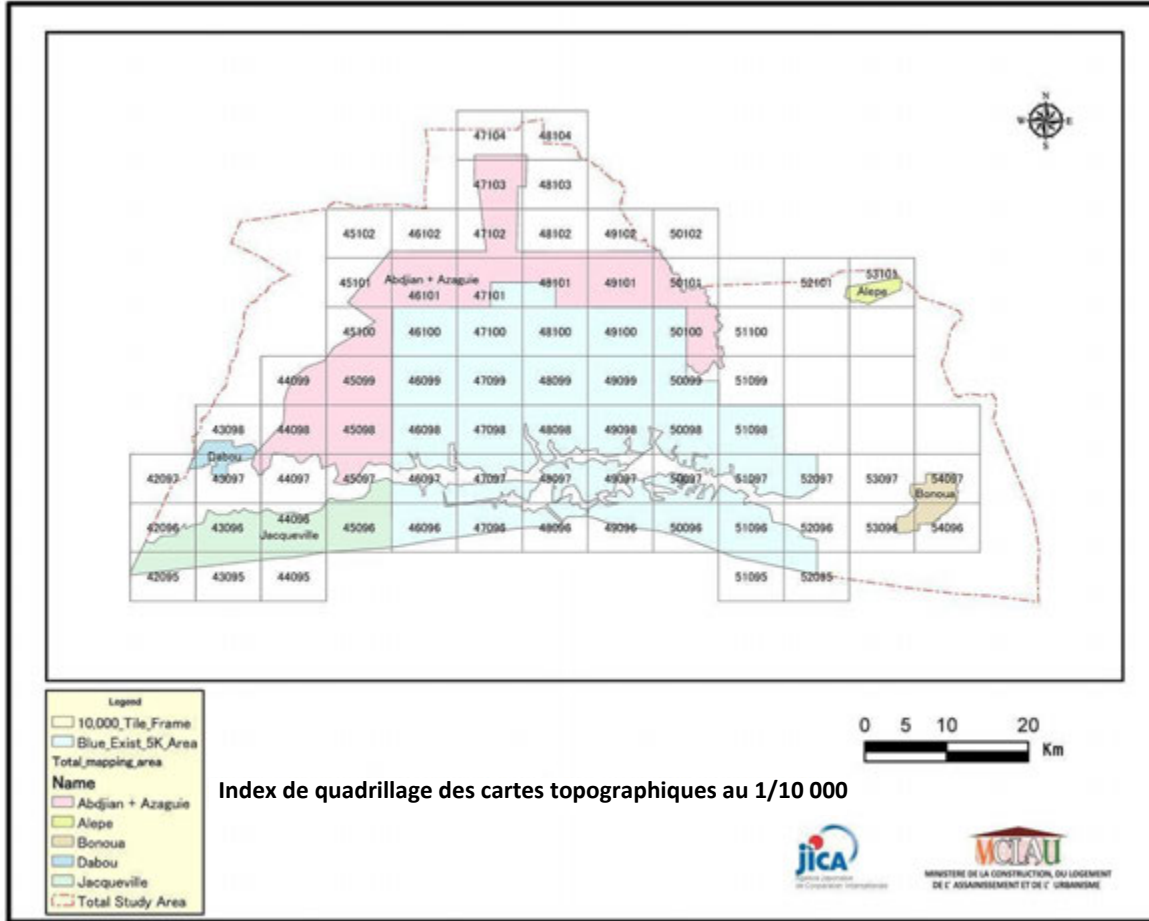 N
W E
S
47104 48104
47103 48103
45102 46102 47102 48102 49102 50102
45101 Abdjian + Azaguie 48101 49101 50101 52101 53101
46101 47101
Alepe
45100 46100 47100 48100 49100 50100 51100
44099 45099 46099 47099 48099 49099 50099 51099
43098 44098 45098 46098 47098 48098 49098 50098 51098
Dabou
42097 43097 44097 45097 46097 47097 48097 49097 50097 51097 52097 53097 54097
Bonoua
42096 43096 44096 45096 46096 47096 48096 49096 50096 51096 52096 53096 54096
Jacqueville
42095 43095 44095 51095 52095
Legend
10,000_Tile_Frame
Blue_Exist_5K_Area
Total_mapping_area
Name
Abdjian + Azaguie
Alepe
Bonoua
Dabou
Jacqueville
Total Study Area
0 5 10 20
Km
Index de quadrillage des cartes topographiques au 1/10 000
jICA
Agence Japonaise
de Coopération Internationale
MCLAU
MINISTERE DE LA CONSTRUCTION, DU LOGEMENT
DE L' ASSAINISSEMENT ET DE L' URBANISME